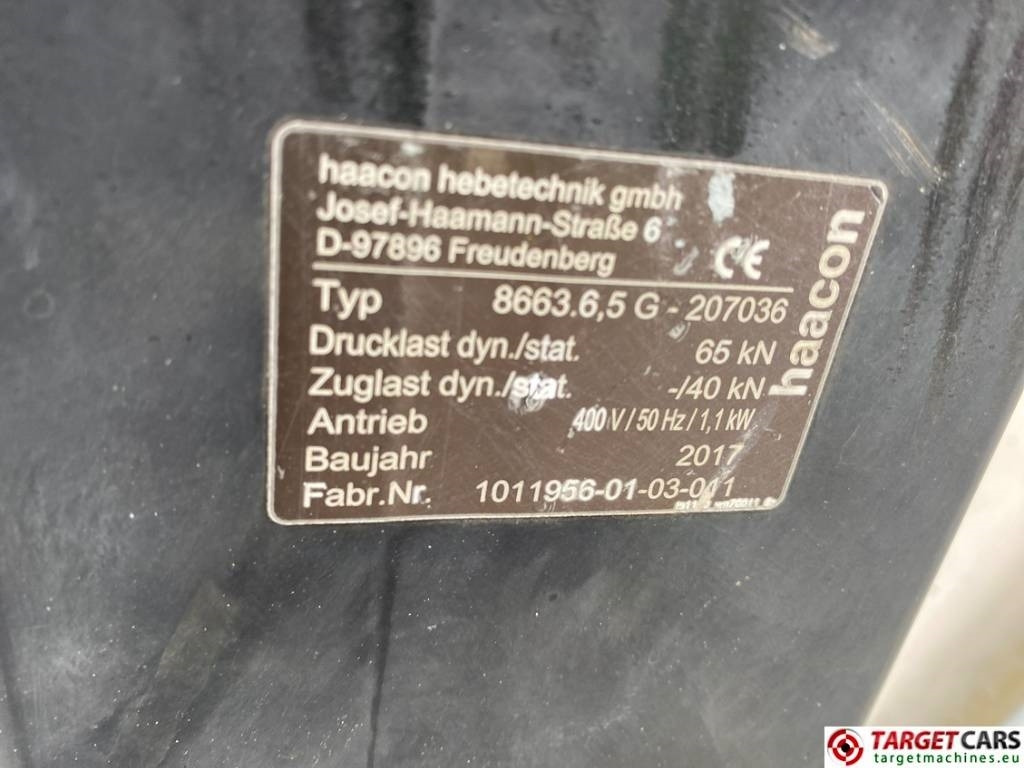 haacon hebetechnik gmbh
Josef-Haamann-Straße 6
D-97896 Freudenberg
CE
haacon
Typ 8663.6,5 G - 207036
Drucklast dyn./stat. 65 kN
Zuglast dyn./stat. -/40 kN
Antrieb 400 V / 50 Hz / 1,1 kW
Baujahr 2017
Fabr.Nr. 1011956-01-03-011
TARGETCARS
targetmachines.eu